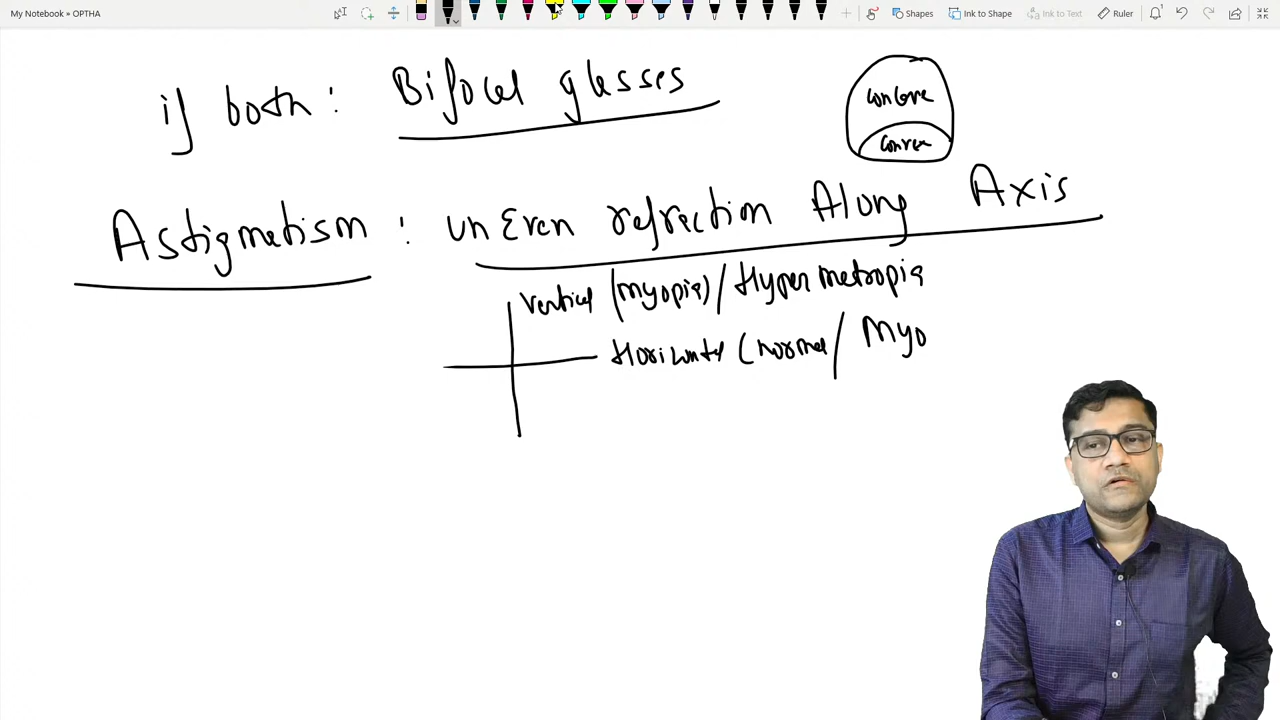 My Notebook » OPTHA
Shapes
Ink to Shape
Ink to Text
Ruler
if both : Bifocal glasses
Concave
Convex
Astigmatism : unEven refrection Along Axis
Vertical (myopia) / Hypermetropia
Horizontal (normal / Myo